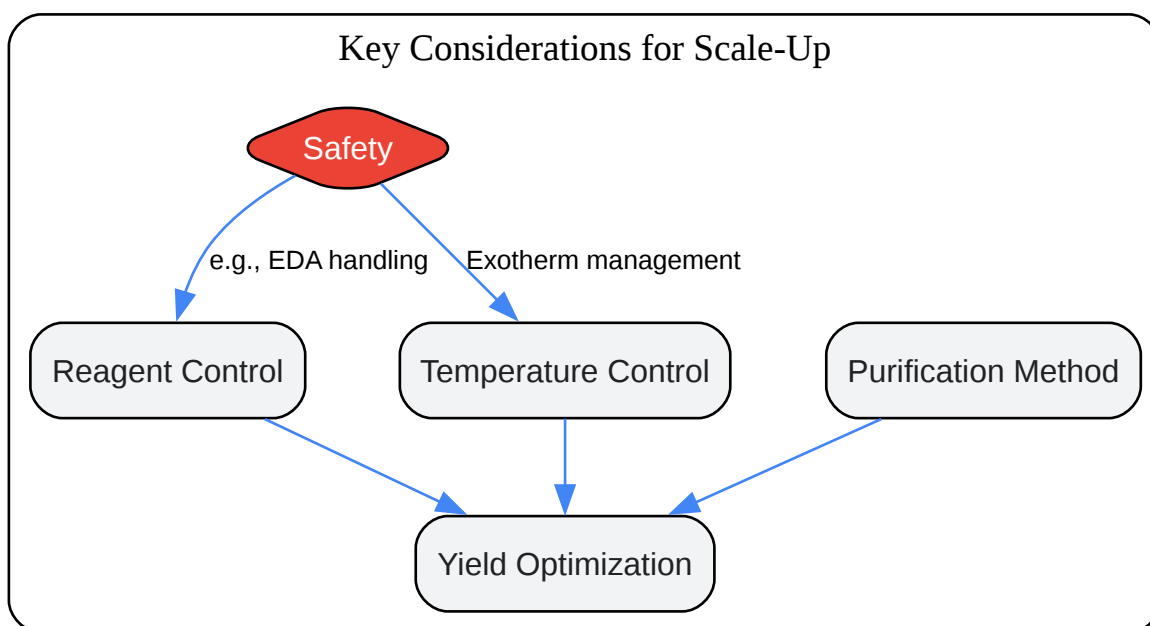 Key Considerations for Scale-Up
Safety
e.g., EDA handling
Exotherm management
Reagent Control
Temperature Control
Purification Method
Yield Optimization